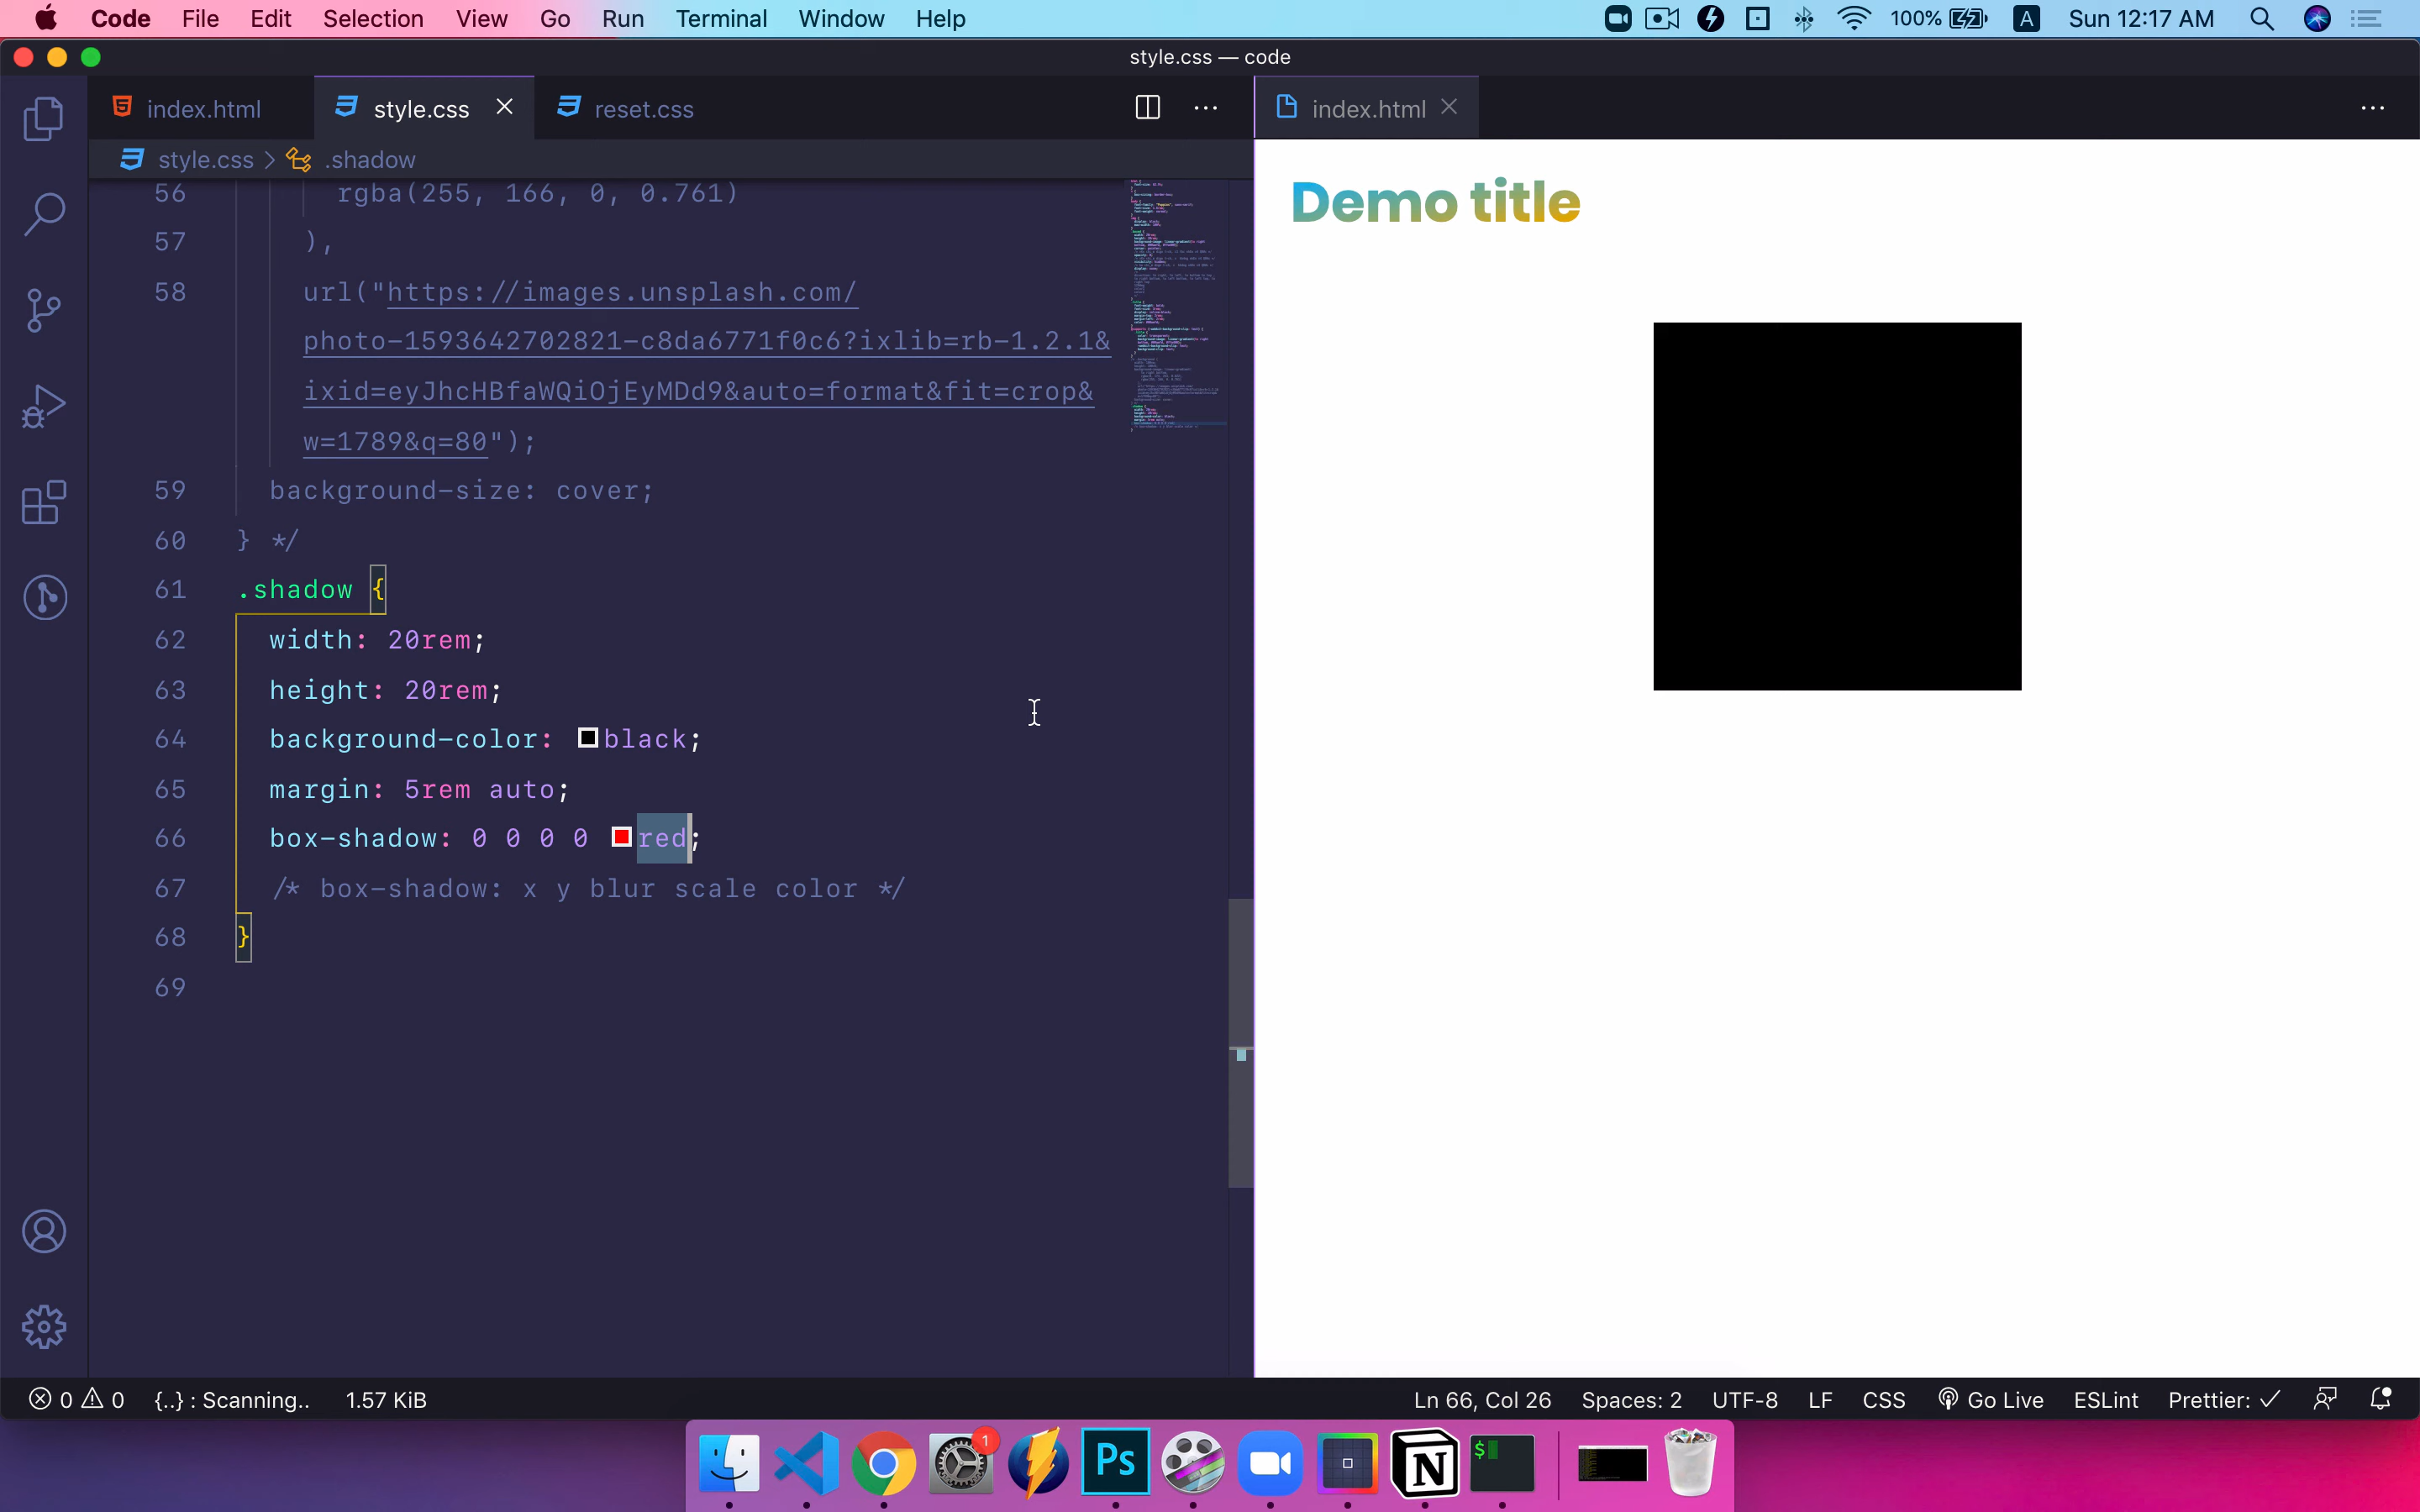 Code File Edit Selection View Go Run Terminal Window Help 100% A Sun 12:17 AM
style.css — code
index.html style.css reset.css index.html
style.css > .shadow
56 rgba(255, 166, 0, 0.761)
57 ),
58 url("https://images.unsplash.com/
photo-1593642702821-c8da6771f0c6?ixlib=rb-1.2.1&
ixid=eyJhcHBfaWQiOjEyMDd9&auto=format&fit=crop&
w=1789&q=80");
59 background-size: cover;
60 } */
61 .shadow {
62 width: 20rem;
63 height: 20rem;
64 background-color: black;
65 margin: 5rem auto;
66 box-shadow: 0 0 0 0 red;
67 /* box-shadow: x y blur scale color */
68 }
69
Demo title
0 0 {..} : Scanning.. 1.57 KiB Ln 66, Col 26 Spaces: 2 UTF-8 LF CSS Go Live ESLint Prettier: ✓
1 Ps N $